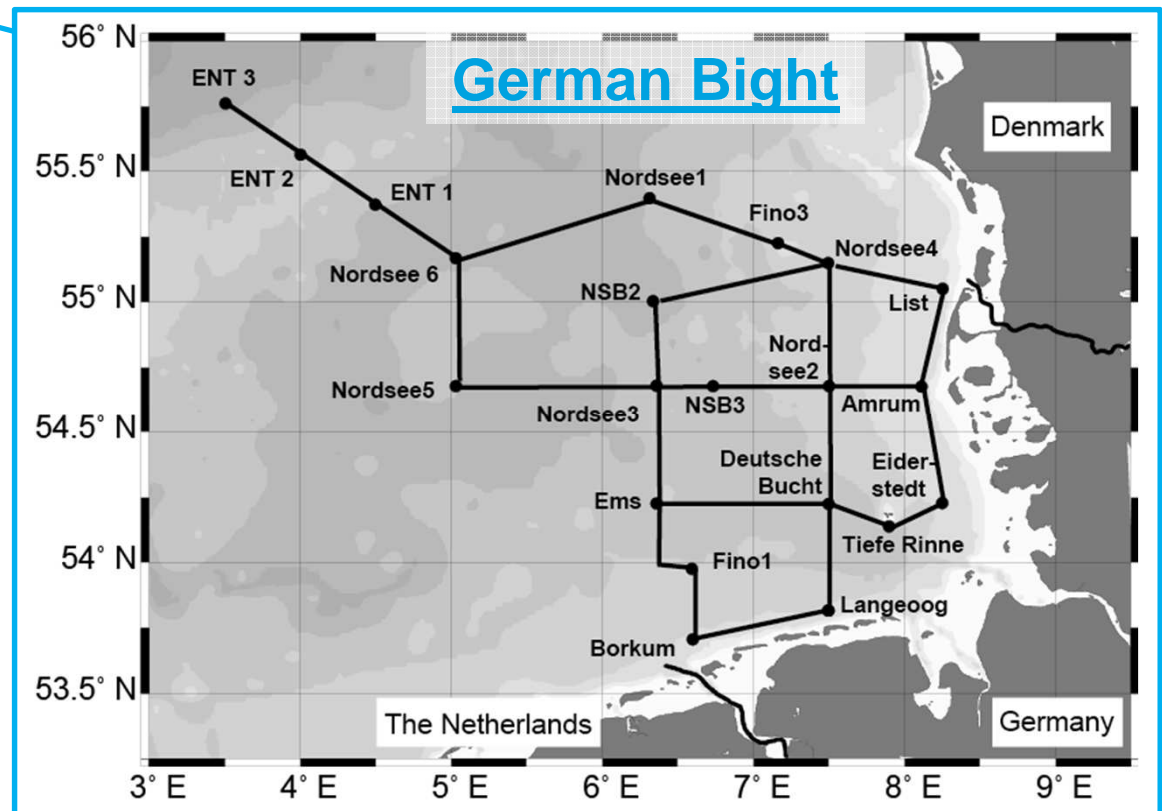 German Bight
56° N
55.5° N
55° N
54.5° N
54° N
53.5° N
ENT 3
ENT 2
ENT 1
Nordsee 6
Nordsee1
Fino3
Nordsee4
List
Denmark
NSB2
Nord-
see2
Nordsee5
Nordsee3
NSB3
Amrum
Deutsche
Bucht
Eider-
stedt
Ems
Tiefe Rinne
Fino1
Langeoog
Borkum
The Netherlands
Germany
3° E
4° E
5° E
6° E
7° E
8° E
9° E